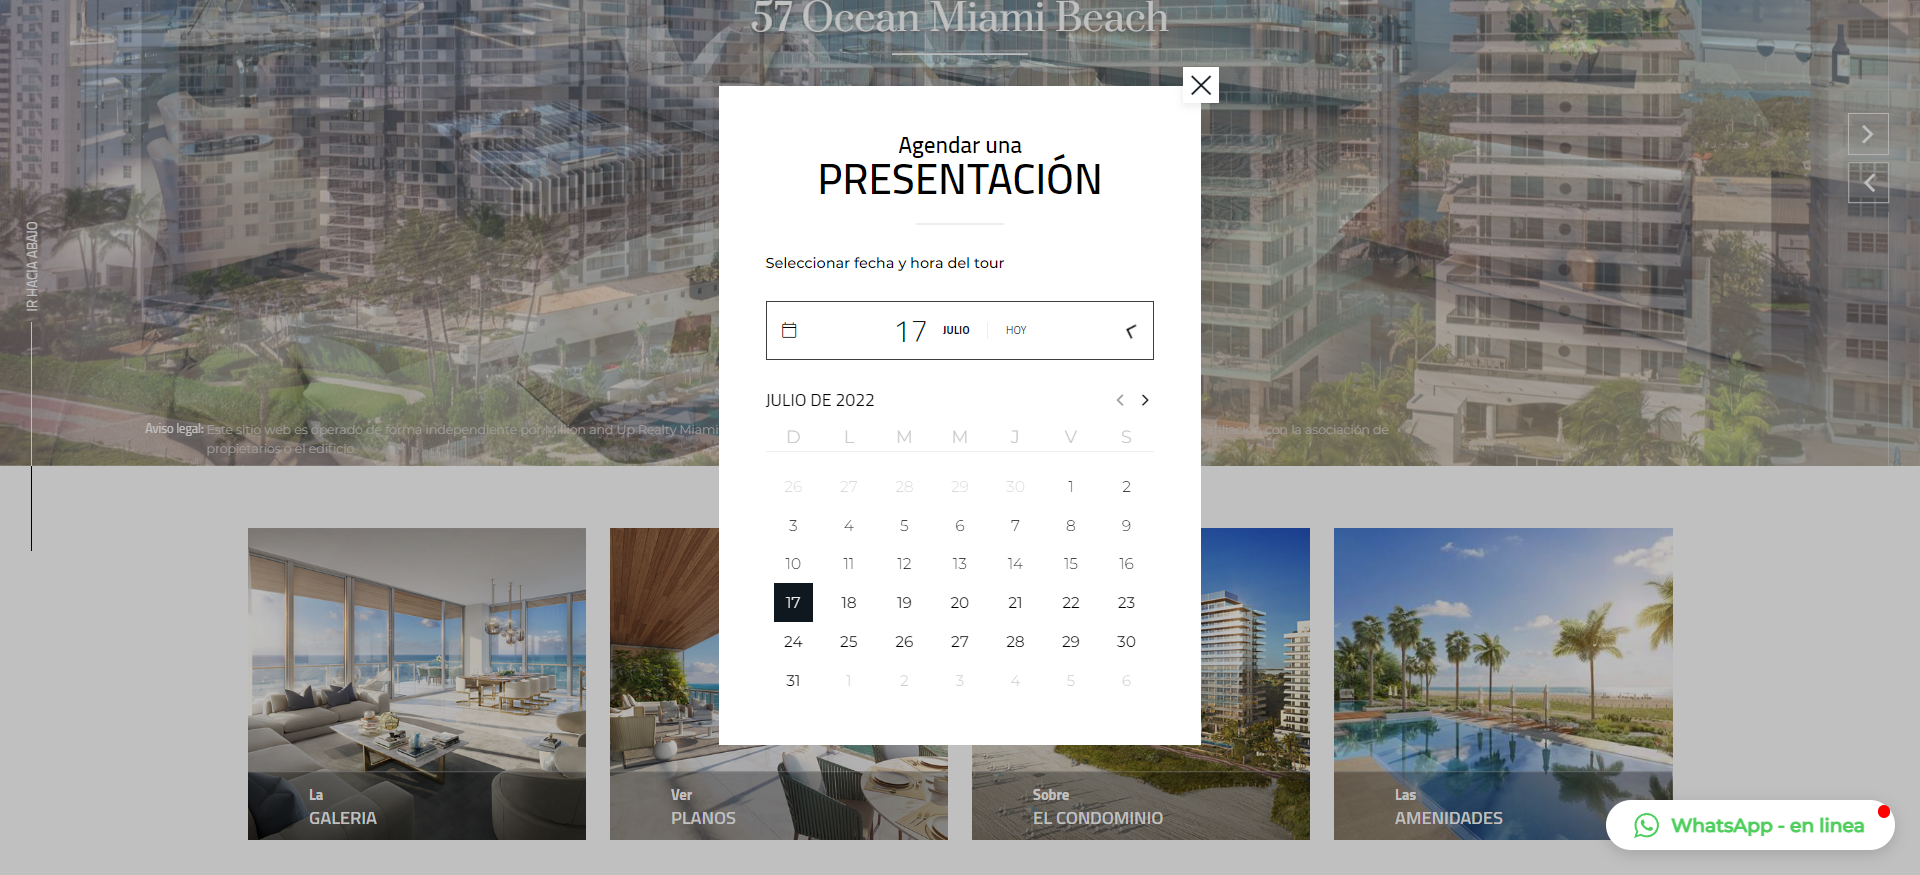 57 Ocean Miami Beach
IR HACIA ABAJO
Aviso legal: Este sitio web es operado de forma independiente por Million and Up Realty Miami
filiación con la asociación de
propietarios o el edificio
Agendar una
PRESENTACIÓN
Seleccionar fecha y hora del tour
17 JULIO HOY
JULIO DE 2022
D L M M J V S
26 27 28 29 30 1 2
3 4 5 6 7 8 9
10 11 12 13 14 15 16
17 18 19 20 21 22 23
24 25 26 27 28 29 30
31 1 2 3 4 5 6
La
GALERIA
Ver
PLANOS
Sobre
EL CONDOMINIO
Las
AMENIDADES
WhatsApp - en linea